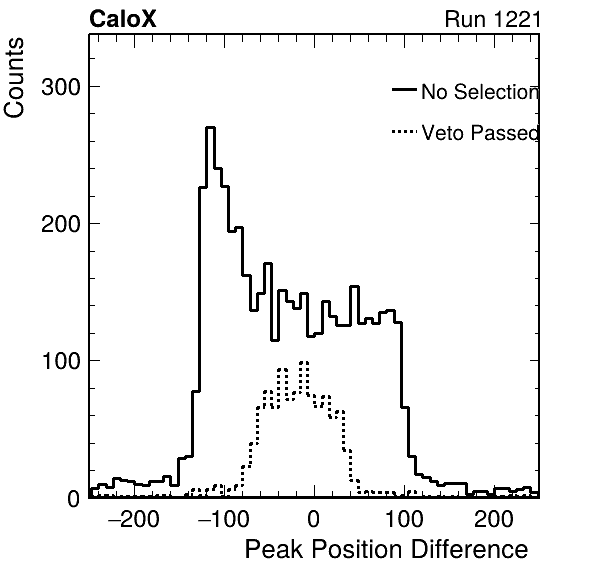 CaloX Run 1221
Counts
300
200
100
0
No Selection
Veto Passed
−200 −100 0 100 200
Peak Position Difference